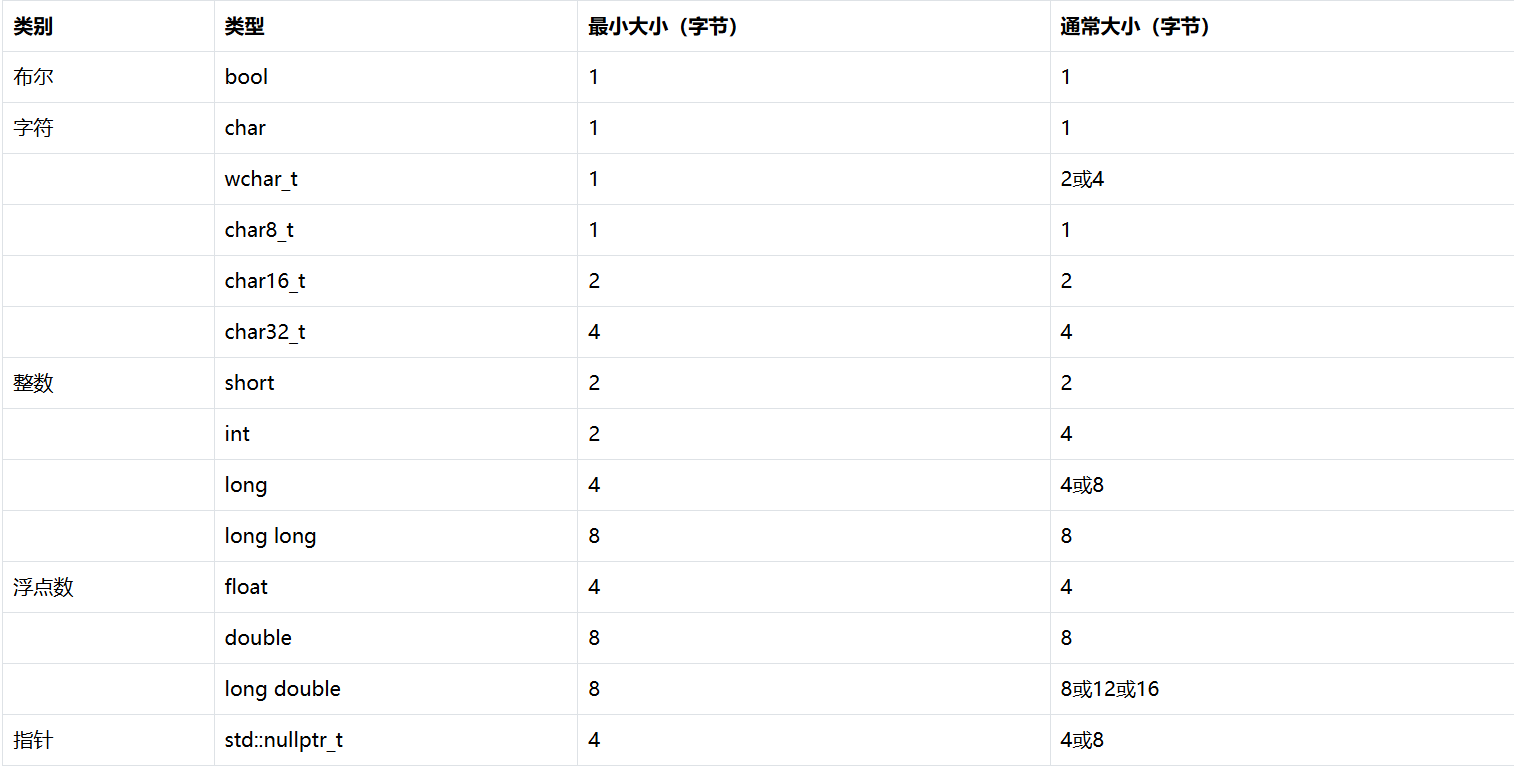 类别 类型 最小大小（字节） 通常大小（字节）
布尔 bool 1 1
字符 char 1 1
wchar_t 1 2或4
char8_t 1 1
char16_t 2 2
char32_t 4 4
整数 short 2 2
int 2 4
long 4 4或8
long long 8 8
浮点数 float 4 4
double 8 8
long double 8 8或12或16
指针 std::nullptr_t 4 4或8